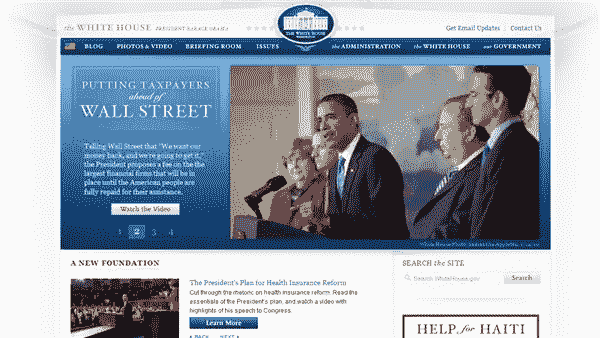 the WHITE HOUSE PRESIDENT BARACK OBAMA
THE WHITE HOUSE
WASHINGTON
Get Email Updates
Contact Us
BLOG PHOTOS & VIDEO BRIEFING ROOM ISSUES the ADMINISTRATION the WHITE HOUSE our GOVERNMENT
PUTTING TAXPAYERS
ahead of
WALL STREET
Telling Wall Street that "We want our
money back, and we're going to get it,"
the President proposes a fee on the the
largest financial firms that will be in
place until the American people are
fully repaid for their assistance.
Watch the Video
1 2 3 4
White House Photo
A NEW FOUNDATION
The President's Plan for Health Insurance Reform
Cut through the rhetoric on health insurance reform. Read the
essentials of the President's plan, and watch a video with
highlights of his speech to Congress.
Learn More
BACK NEXT
SEARCH the SITE
Search WhiteHouse.gov
Search
HELP for HAITI